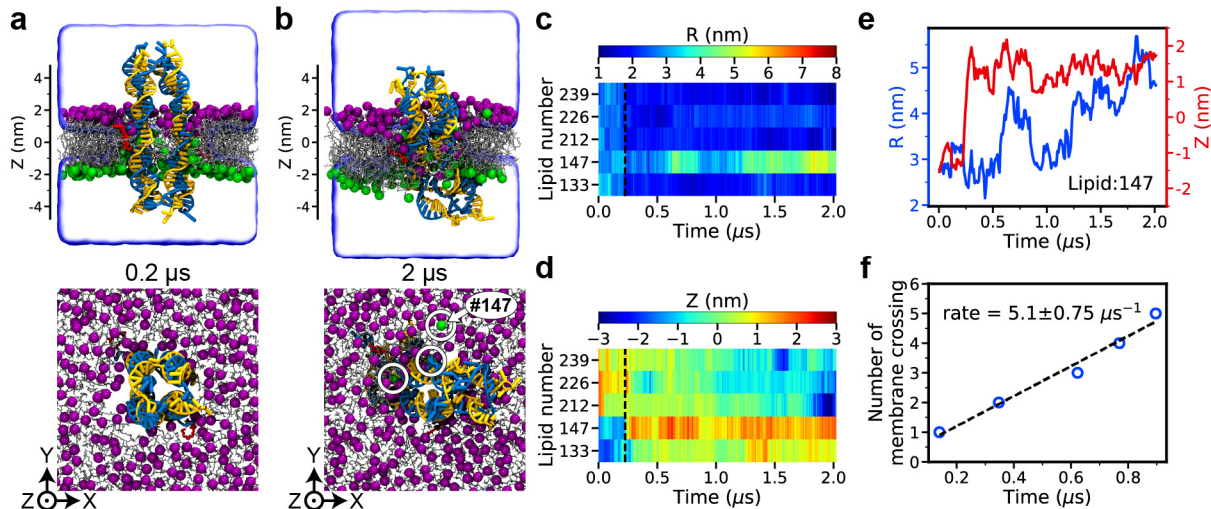 a
Z (nm)
4
2
0
-2
-4
0.2 μs
Y
Z
X
b
Z (nm)
4
2
0
-2
-4
2 μs
#147
Y
Z
X
c
R (nm)
1 2 3 4 5 6 7 8
Lipid number
239
226
212
147
133
0.0 0.5 1.0 1.5 2.0
Time (μs)
d
Z (nm)
−3 −2 −1 0 1 2 3
Lipid number
239
226
212
147
133
0.0 0.5 1.0 1.5 2.0
Time (μs)
e
R (nm)
5
4
3
2
Z (nm)
2
1
0
-1
-2
Lipid:147
0.0 0.5 1.0 1.5 2.0
Time (μs)
f
Number of
membrane crossing
6
5
4
3
2
1
0
rate = 5.1±0.75 μs⁻¹
0.2 0.4 0.6 0.8
Time (μs)